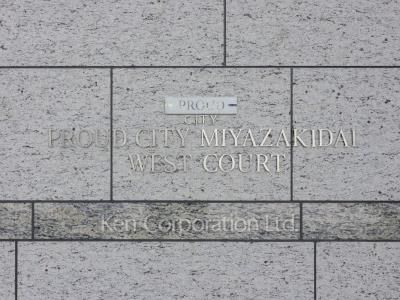 PROUD
CITY
PROUD CITY MIYAZAKIDAI
WEST COURT
Ken Corporation Ltd